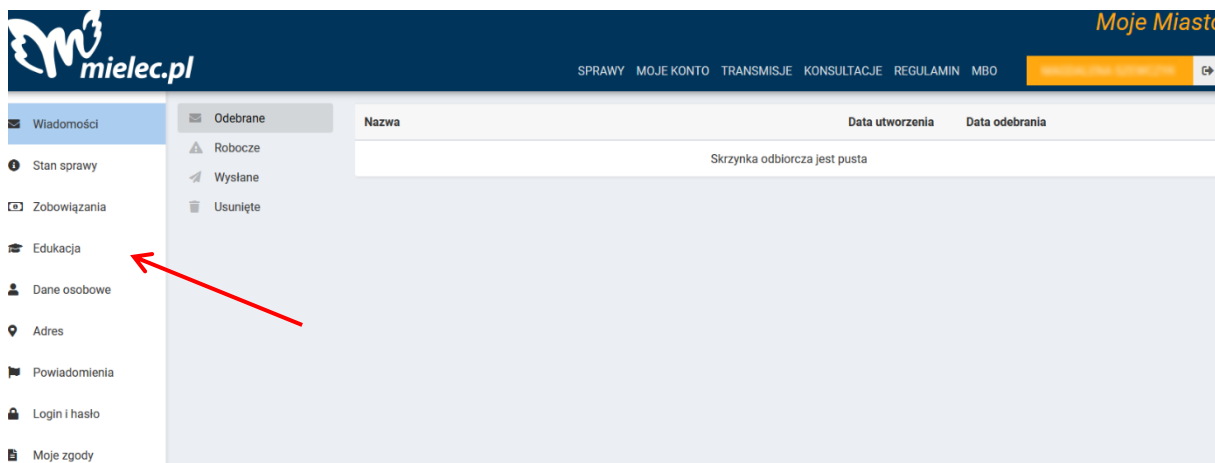 Moje Miasto
mielec.pl
SPRAWY MOJE KONTO TRANSMISJE KONSULTACJE REGULAMIN MBO
Wiadomości
Stan sprawy
Zobowiązania
Edukacja
Dane osobowe
Adres
Powiadomienia
Login i hasło
Moje zgody
Odebrane
Robocze
Wysłane
Usunięte
Nazwa Data utworzenia Data odebrania
Skrzynka odbiorcza jest pusta